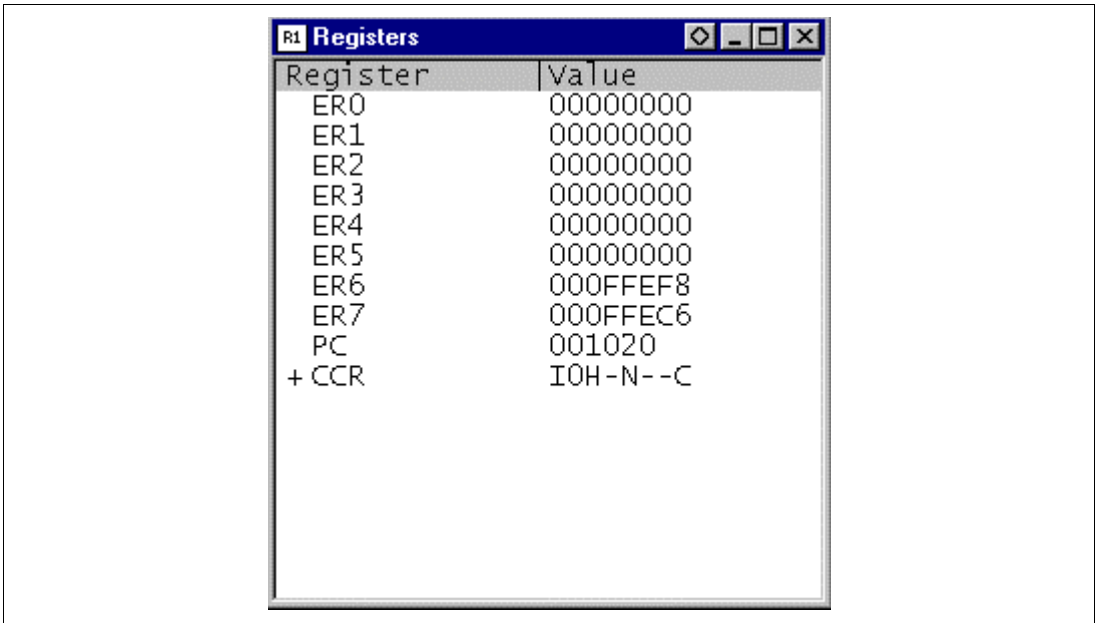 R1 Registers
Register Value
ER0 00000000
ER1 00000000
ER2 00000000
ER3 00000000
ER4 00000000
ER5 00000000
ER6 000FFEF8
ER7 000FFEC6
PC 001020
+ CCR I0H-N--C